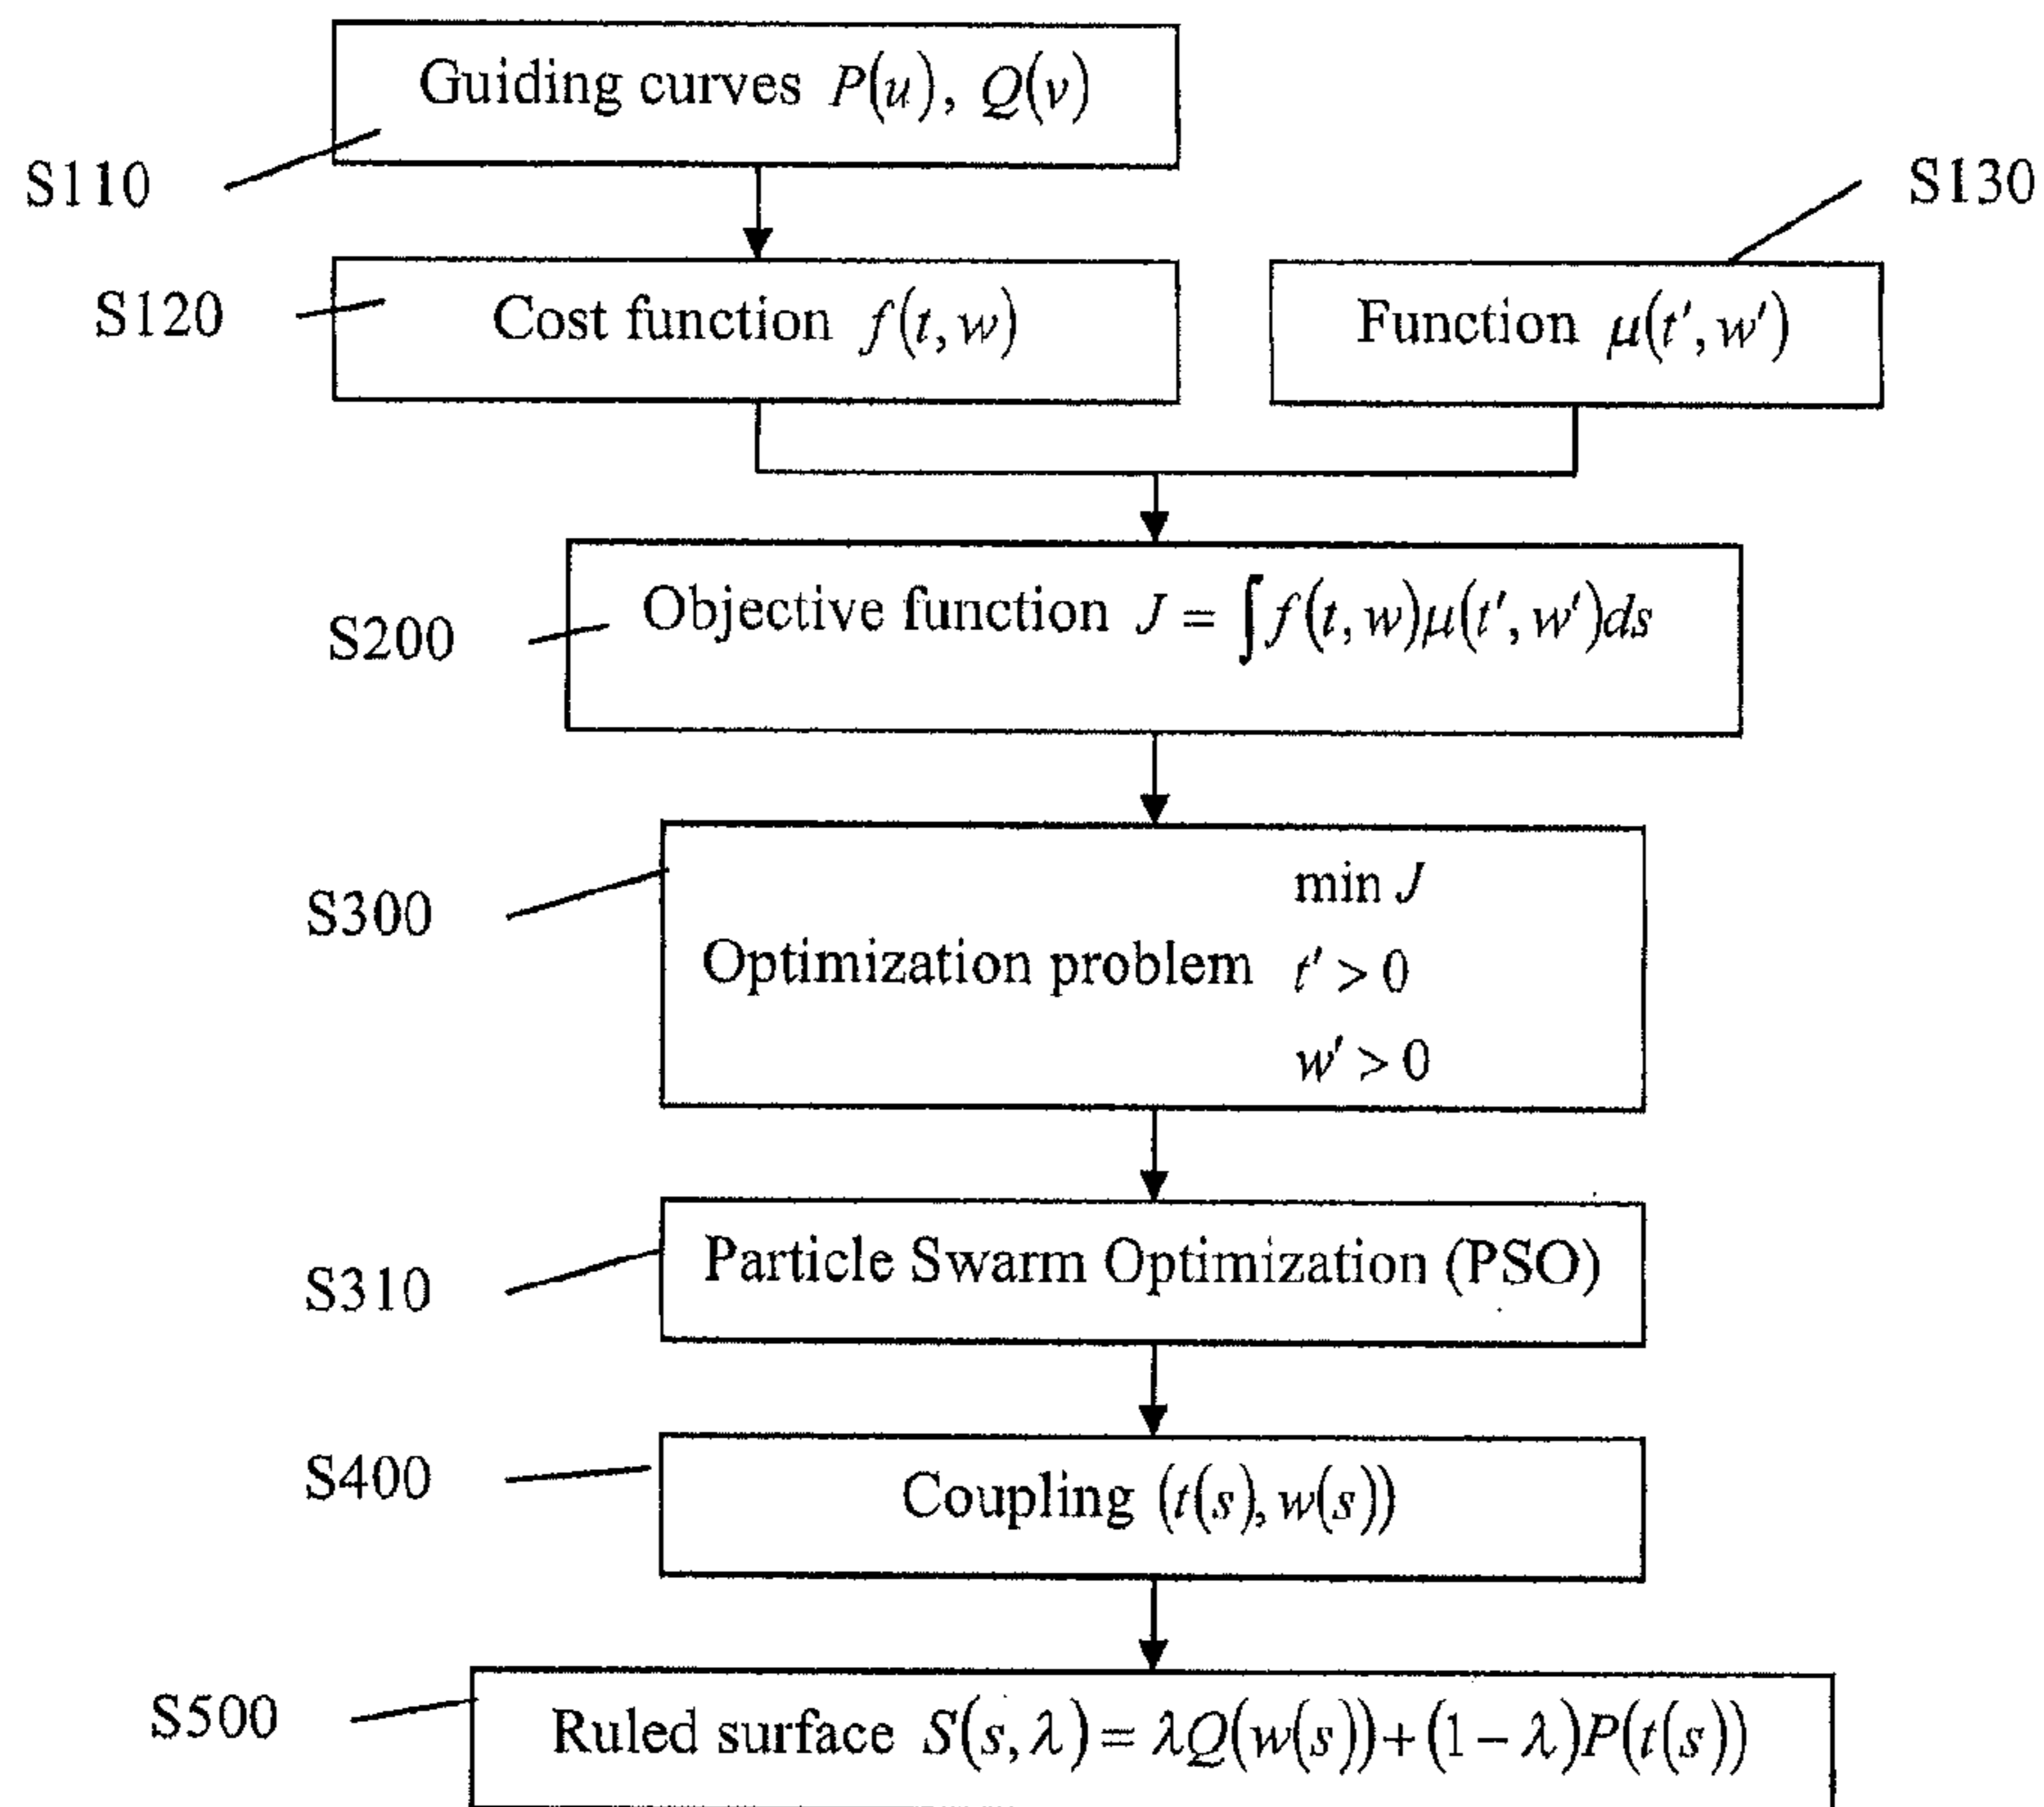 Guiding curves P(u), Q(v)
S110
S130
S120
Cost function f(t, w)
Function μ(t', w')
Objective function J = ∫f(t, w)μ(t', w')ds
S200
min J
S300
Optimization problem t' > 0
w' > 0
Particle Swarm Optimization (PSO)
S310
S400
Coupling (t(s), w(s))
S500
Ruled surface S(s, λ) = λQ(w(s)) + (1 − λ)P(t(s))